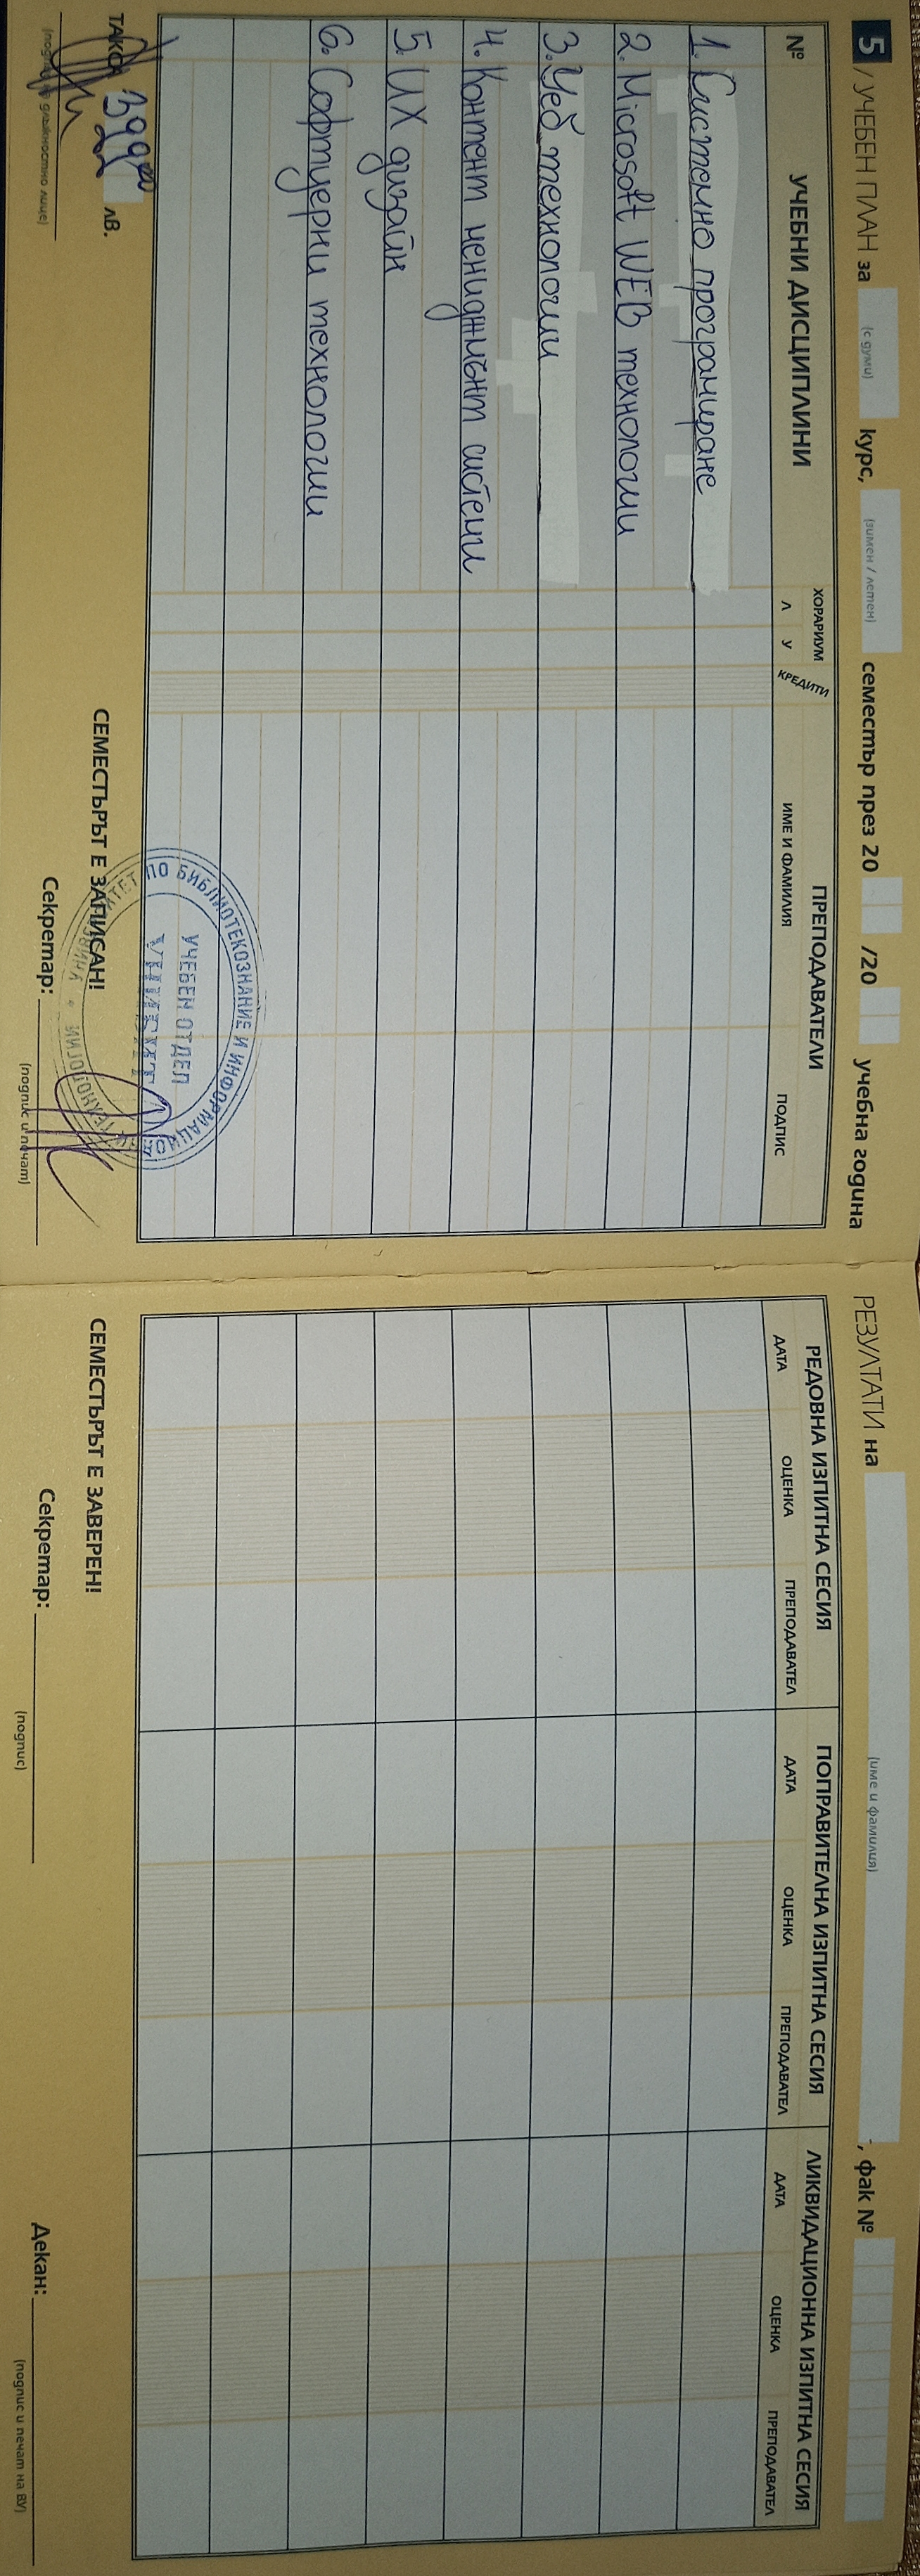 5 / УЧЕБЕН ПЛАН за (с думи) курс, (зимен / летен) семестър през 20 /20 учебна година
№ УЧЕБНИ ДИСЦИПЛИНИ ХОРАРИУМ Л У КРЕДИТИ ПРЕПОДАВАТЕЛИ ИМЕ И ФАМИЛИЯ ПОДПИС
1. Системно програмиране
2. Microsoft WEB технологии
3. Уеб технологии
4. Контент мениджмънт системи
5. UX дизайн
6. Софтуерни технологии
ТАКСА 399⁰⁰ лв.
(подпис на длъжностно лице)
УНИВЕРСИТЕТ ПО БИБЛИОТЕКОЗНАНИЕ И ИНФОРМАЦИОННИ ТЕХНОЛОГИИ
УЧЕБЕН ОТДЕЛ
УНИБИТ
СЕМЕСТЪРЪТ Е ЗАПИСАН!
Секретар:
(подпис и печат)
РЕЗУЛТАТИ на (име и фамилия), фак №
РЕДОВНА ИЗПИТНА СЕСИЯ ПОПРАВИТЕЛНА ИЗПИТНА СЕСИЯ ЛИКВИДАЦИОННА ИЗПИТНА СЕСИЯ
ДАТА ОЦЕНКА ПРЕПОДАВАТЕЛ ДАТА ОЦЕНКА ПРЕПОДАВАТЕЛ ДАТА ОЦЕНКА ПРЕПОДАВАТЕЛ
СЕМЕСТЪРЪТ Е ЗАВЕРЕН!
Секретар:
(подпис)
Декан:
(подпис и печат на ВУ)